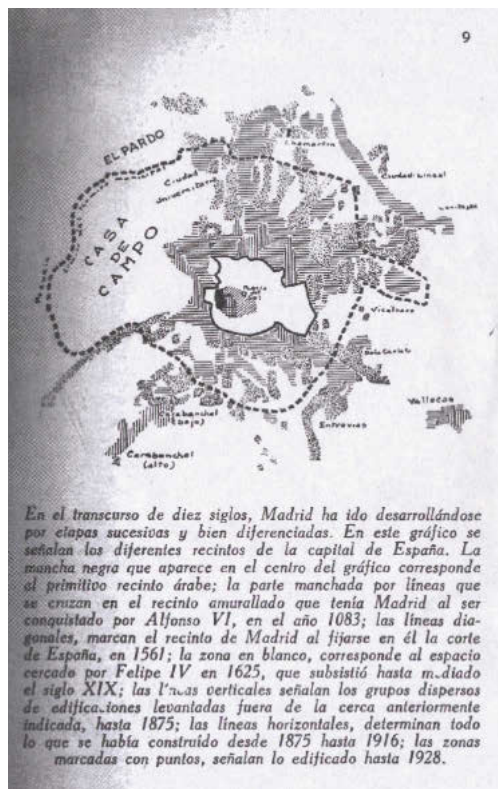 9
EL PARDO
Chamartín
Ciudad Lineal
Ciudad
Universitaria
CASA
DE
CAMPO
Vicálvaro
Vallecas
Entrevías
Carabanchel
(bajo)
Carabanchel
(alto)
En el transcurso de diez siglos, Madrid ha ido desarrollándose
por etapas sucesivas y bien diferenciadas. En este gráfico se
señalan los diferentes recintos de la capital de España. La
mancha negra que aparece en el centro del gráfico corresponde
al primitivo recinto árabe; la parte manchada por líneas que
se cruzan en el recinto amurallado que tenía Madrid al ser
conquistado por Alfonso VI, en el año 1083; las líneas dia-
gonales, marcan el recinto de Madrid al fijarse en él la corte
de España, en 1561; la zona en blanco, corresponde al espacio
cercado por Felipe IV en 1625, que subsistió hasta mediado
el siglo XIX; las líneas verticales señalan los grupos dispersos
de edificaciones levantadas fuera de la cerca anteriormente
indicada, hasta 1875; las líneas horizontales, determinan todo
lo que se había construido desde 1875 hasta 1916; las zonas
marcadas con puntos, señalan lo edificado hasta 1928.